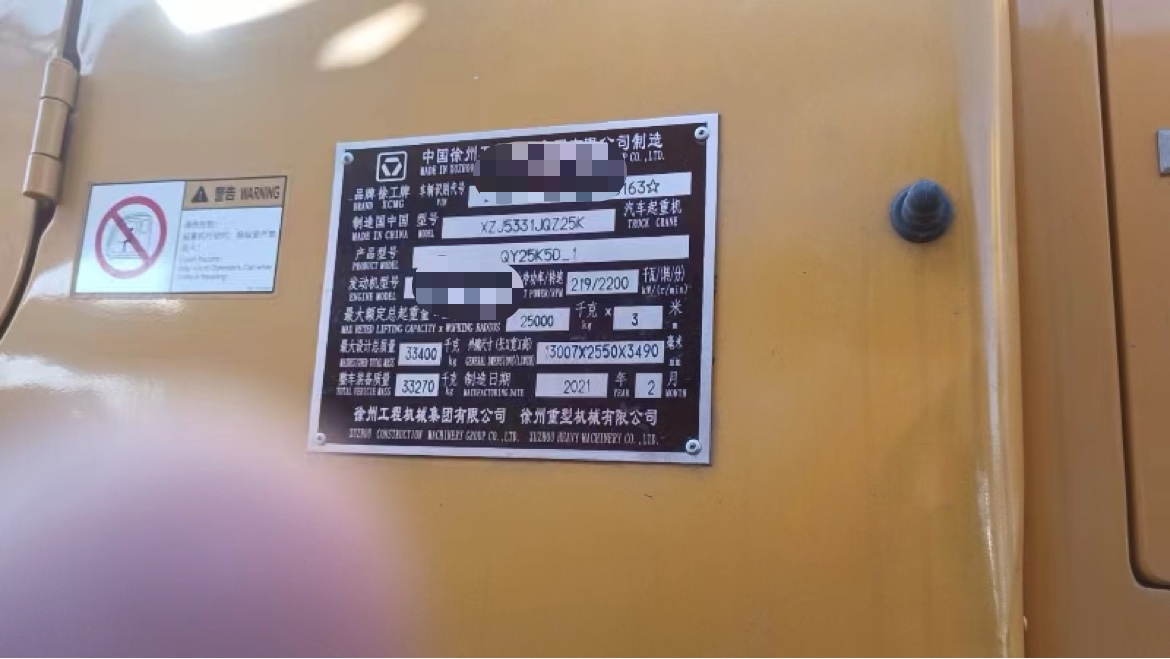 警告 WARNING
中国徐州
公司制造
MADE IN XUZHOU
P CO.,LTD.
品牌 徐工牌 车辆识别代号 163☆
BRAND XCMG VIN
制造国中国 型号 XZJ5331JQZ25K 汽车起重机
MADE IN CHINA MODEL TRUCK CRANE
产品型号 QY25K5D_1
PRODUCT MODEL
发动机型号 功率/转速 219/2200 千瓦/(转/分)
ENGINE MODEL POWER/RPM kW/(r/min)
最大额定总起重量 25000 千克 x 3 米
MAX RETED LIFTING CAPACITY x WORKING RADIUS kg m
最大设计总质量 33400 千克 外廓尺寸(长X宽X高) 13007X2550X3490 毫米
kg mm
整车装备质量 33270 千克 制造日期 2021 年 2 月
TOTAL VEHICLE MASS kg MANUFACTURING DATE YEAR MONTH
徐州工程机械集团有限公司 徐州重型机械有限公司
XUZHOU CONSTRUCTION MACHINERY GROUP CO.,LTD. XUZHOU HEAVY MACHINERY CO.,LTD.